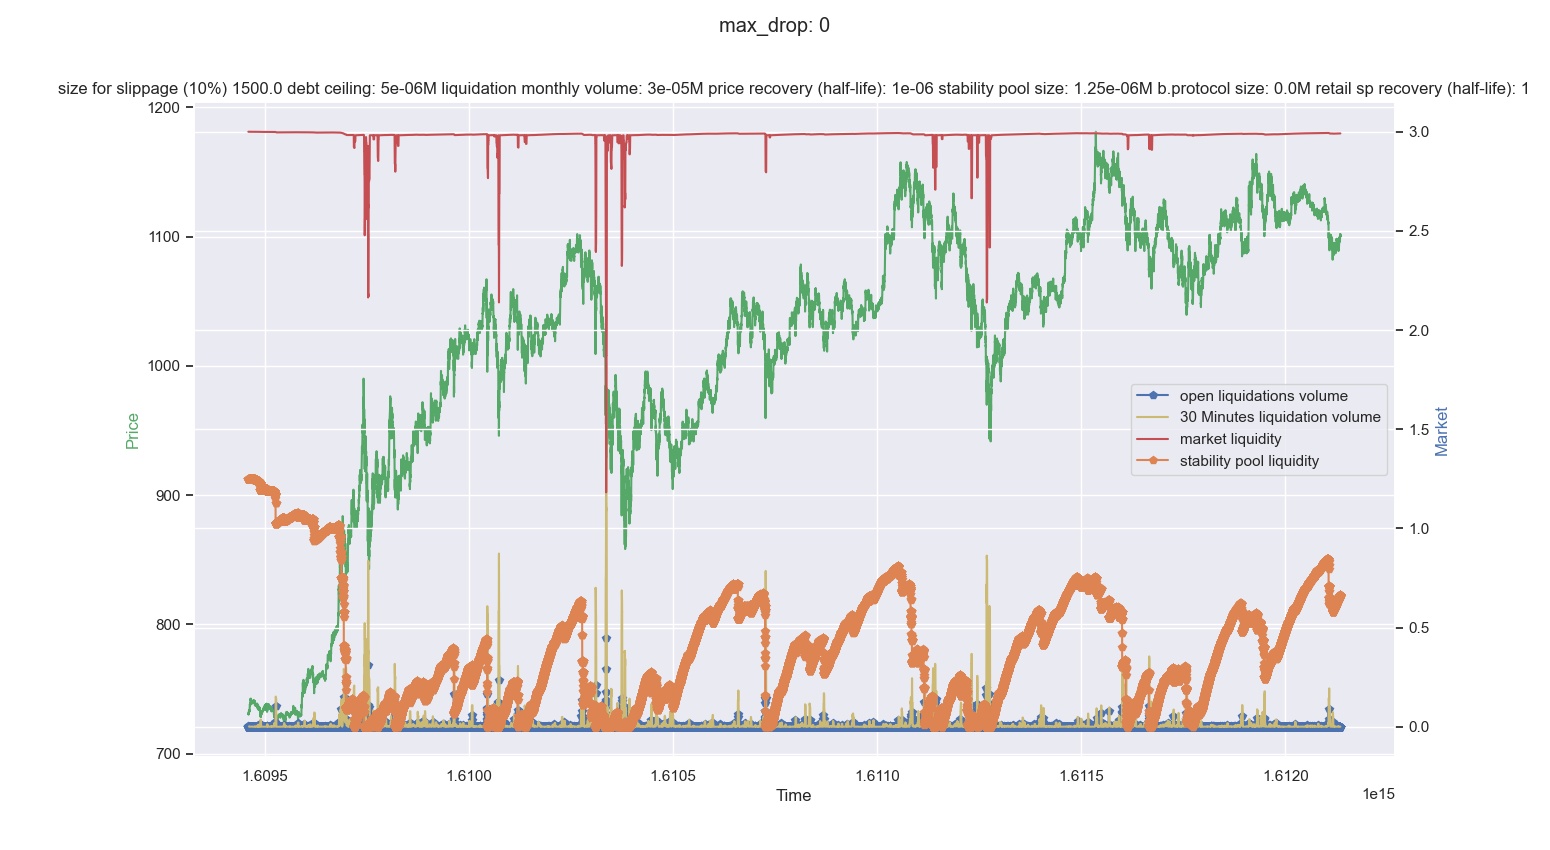 max_drop: 0
size for slippage (10%) 1500.0 debt ceiling: 5e-06M liquidation monthly volume: 3e-05M price recovery (half-life): 1e-06 stability pool size: 1.25e-06M b.protocol size: 0.0M retail sp recovery (half-life): 1
1200
1100
1000
900
800
700
Price
3.0
2.5
2.0
1.5
1.0
0.5
0.0
Market
open liquidations volume
30 Minutes liquidation volume
market liquidity
stability pool liquidity
1.6095
1.6100
1.6105
1.6110
1.6115
1.6120
1e15
Time